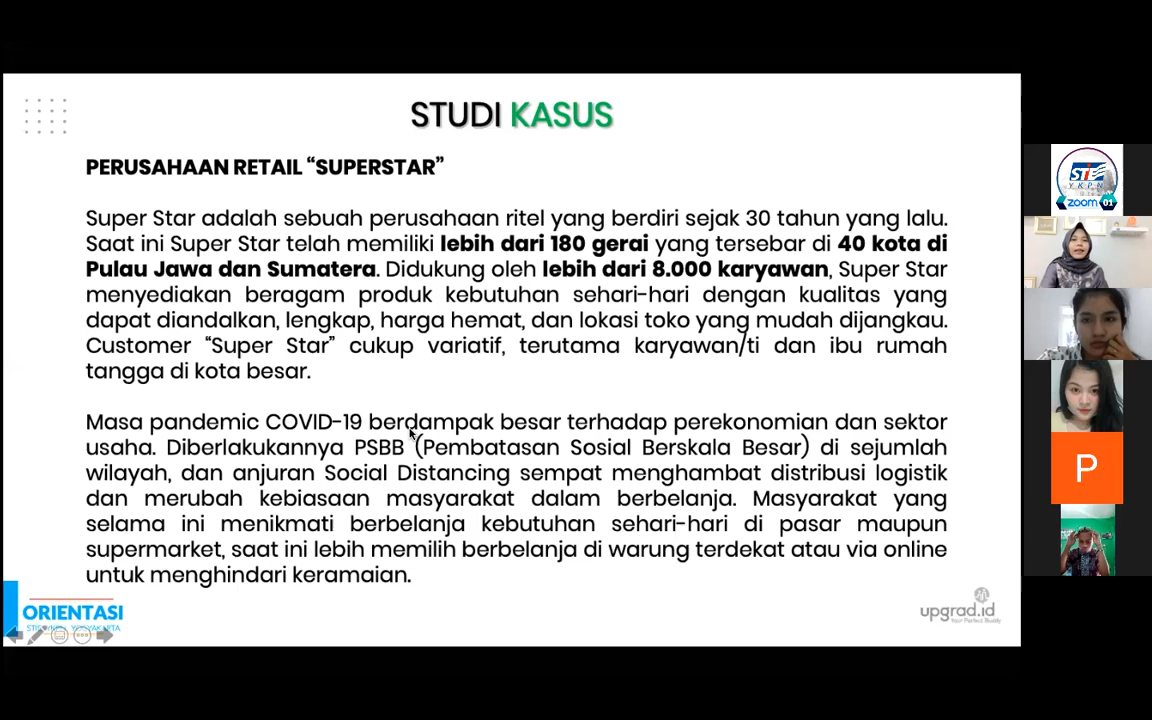 STUDI KASUS
PERUSAHAAN RETAIL “SUPERSTAR”
Super Star adalah sebuah perusahaan ritel yang berdiri sejak 30 tahun yang lalu.
Saat ini Super Star telah memiliki lebih dari 180 gerai yang tersebar di 40 kota di
Pulau Jawa dan Sumatera. Didukung oleh lebih dari 8.000 karyawan, Super Star
menyediakan beragam produk kebutuhan sehari-hari dengan kualitas yang
dapat diandalkan, lengkap, harga hemat, dan lokasi toko yang mudah dijangkau.
Customer “Super Star” cukup variatif, terutama karyawan/ti dan ibu rumah
tangga di kota besar.
Masa pandemic COVID-19 berdampak besar terhadap perekonomian dan sektor
usaha. Diberlakukannya PSBB (Pembatasan Sosial Berskala Besar) di sejumlah
wilayah, dan anjuran Social Distancing sempat menghambat distribusi logistik
dan merubah kebiasaan masyarakat dalam berbelanja. Masyarakat yang
selama ini menikmati berbelanja kebutuhan sehari-hari di pasar maupun
supermarket, saat ini lebih memilih berbelanja di warung terdekat atau via online
untuk menghindari keramaian.
ORIENTASI
upgrad.id
Your Perfect Buddy
STIE
YKPN
zoom 01
P